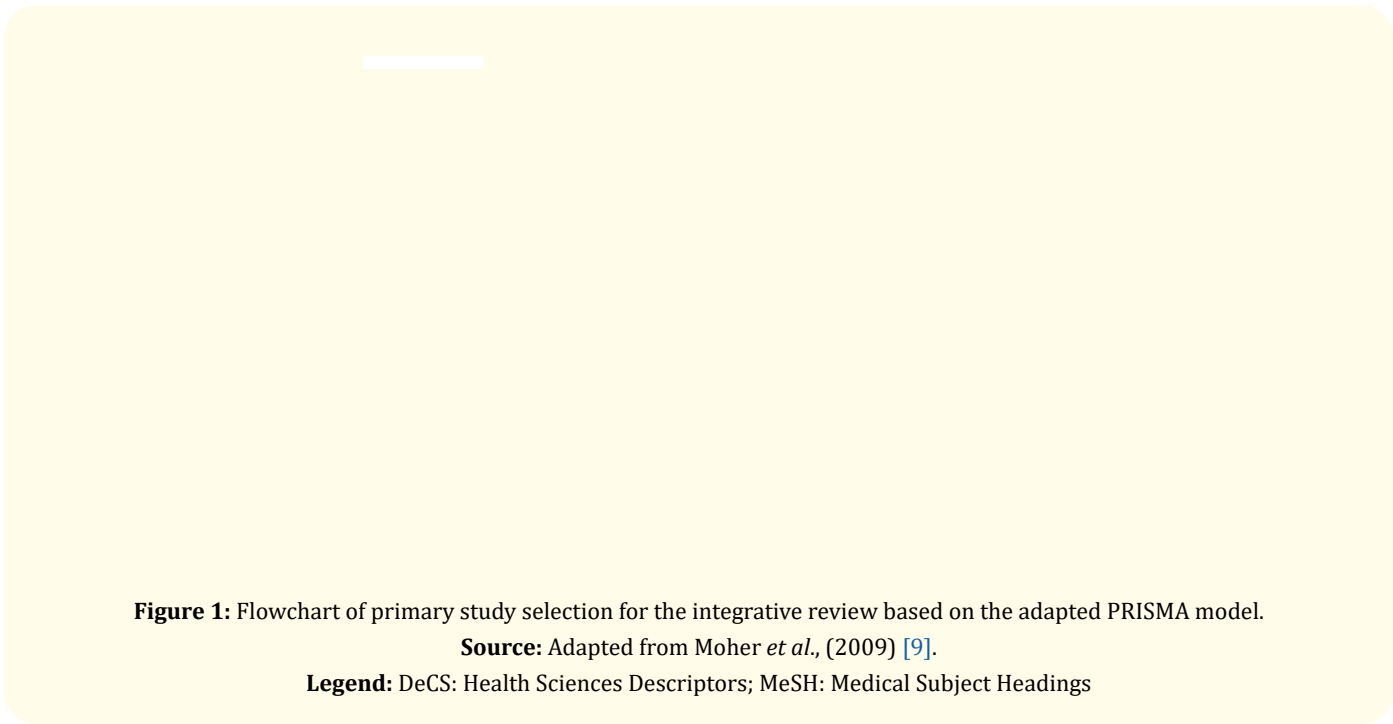 Figure 1: Flowchart of primary study selection for the integrative review based on the adapted PRISMA model.
Source: Adapted from Moher et al., (2009) [9].
Legend: DeCS: Health Sciences Descriptors; MeSH: Medical Subject Headings